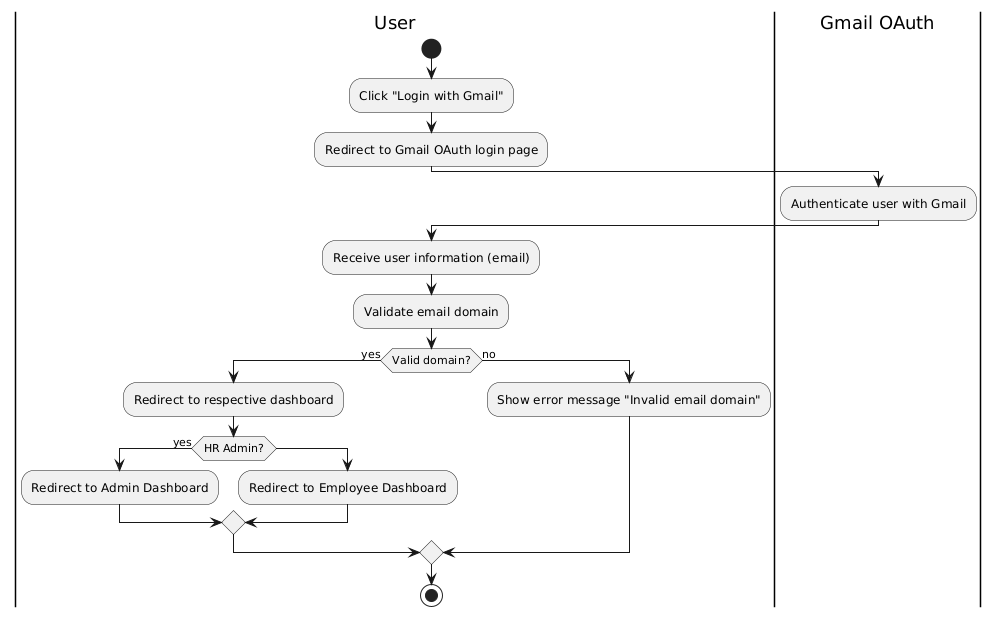 User
Gmail OAuth
Click "Login with Gmail"
Redirect to Gmail OAuth login page
Authenticate user with Gmail
Receive user information (email)
Validate email domain
yes
Valid domain?
no
Redirect to respective dashboard
Show error message "Invalid email domain"
yes
HR Admin?
Redirect to Admin Dashboard
Redirect to Employee Dashboard